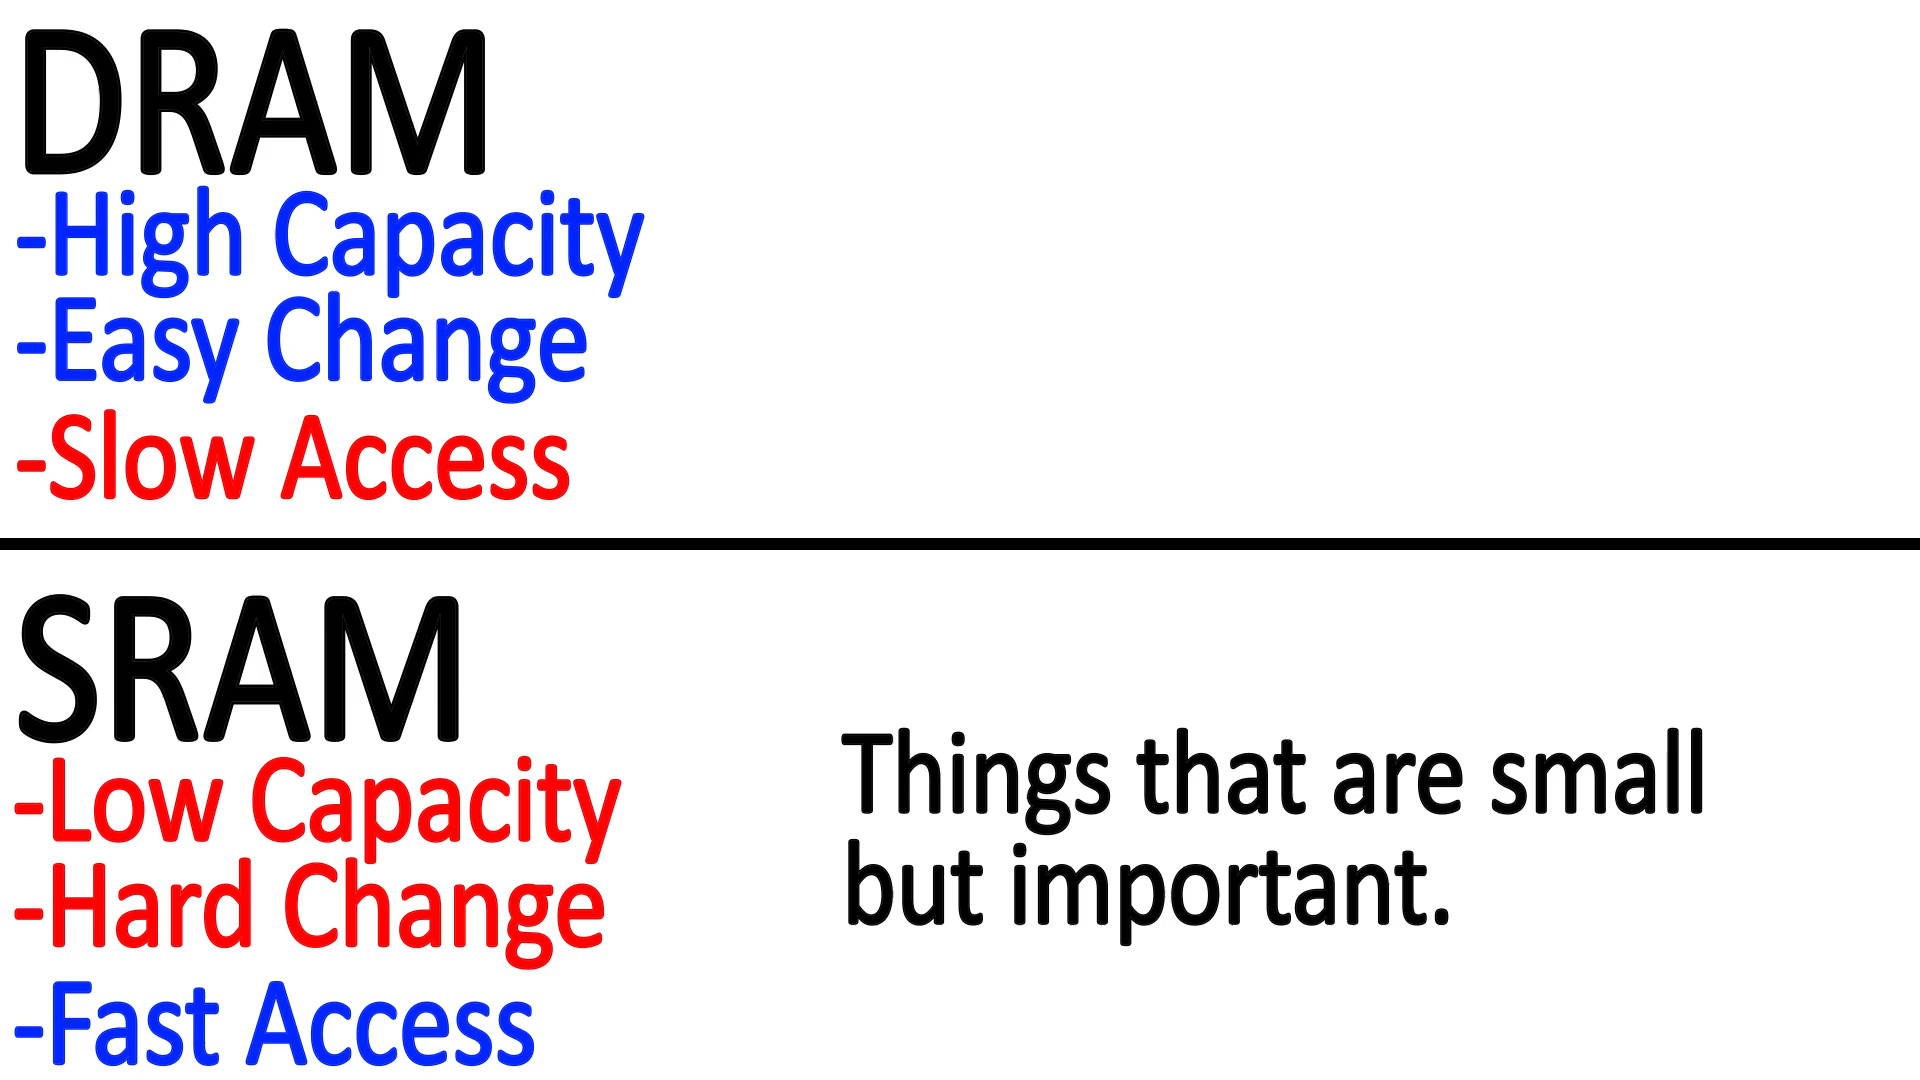 DRAM
-High Capacity
-Easy Change
-Slow Access
SRAM
-Low Capacity
-Hard Change
-Fast Access
Things that are small
but important.